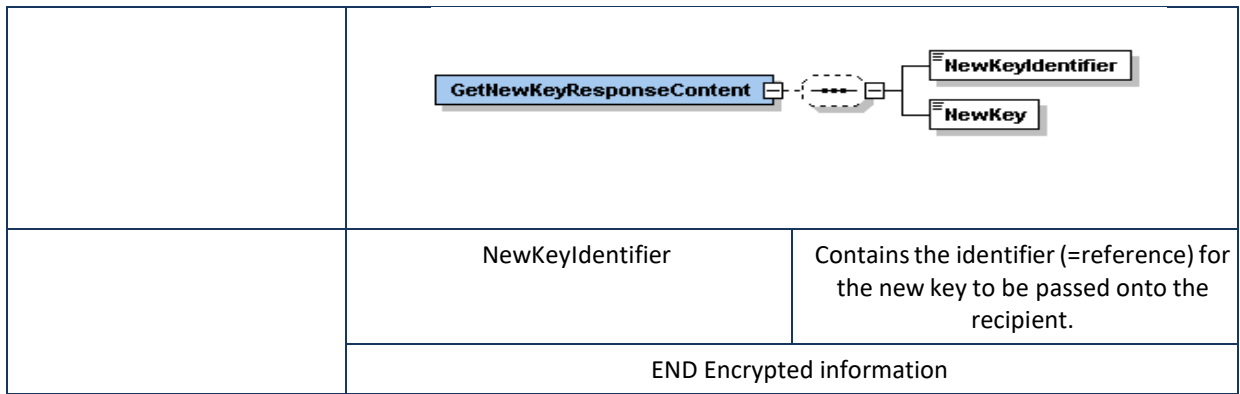 NewKeyIdentifier
GetNewKeyResponseContent
NewKey
NewKeyIdentifier
Contains the identifier (=reference) for
the new key to be passed onto the
recipient.
END Encrypted information